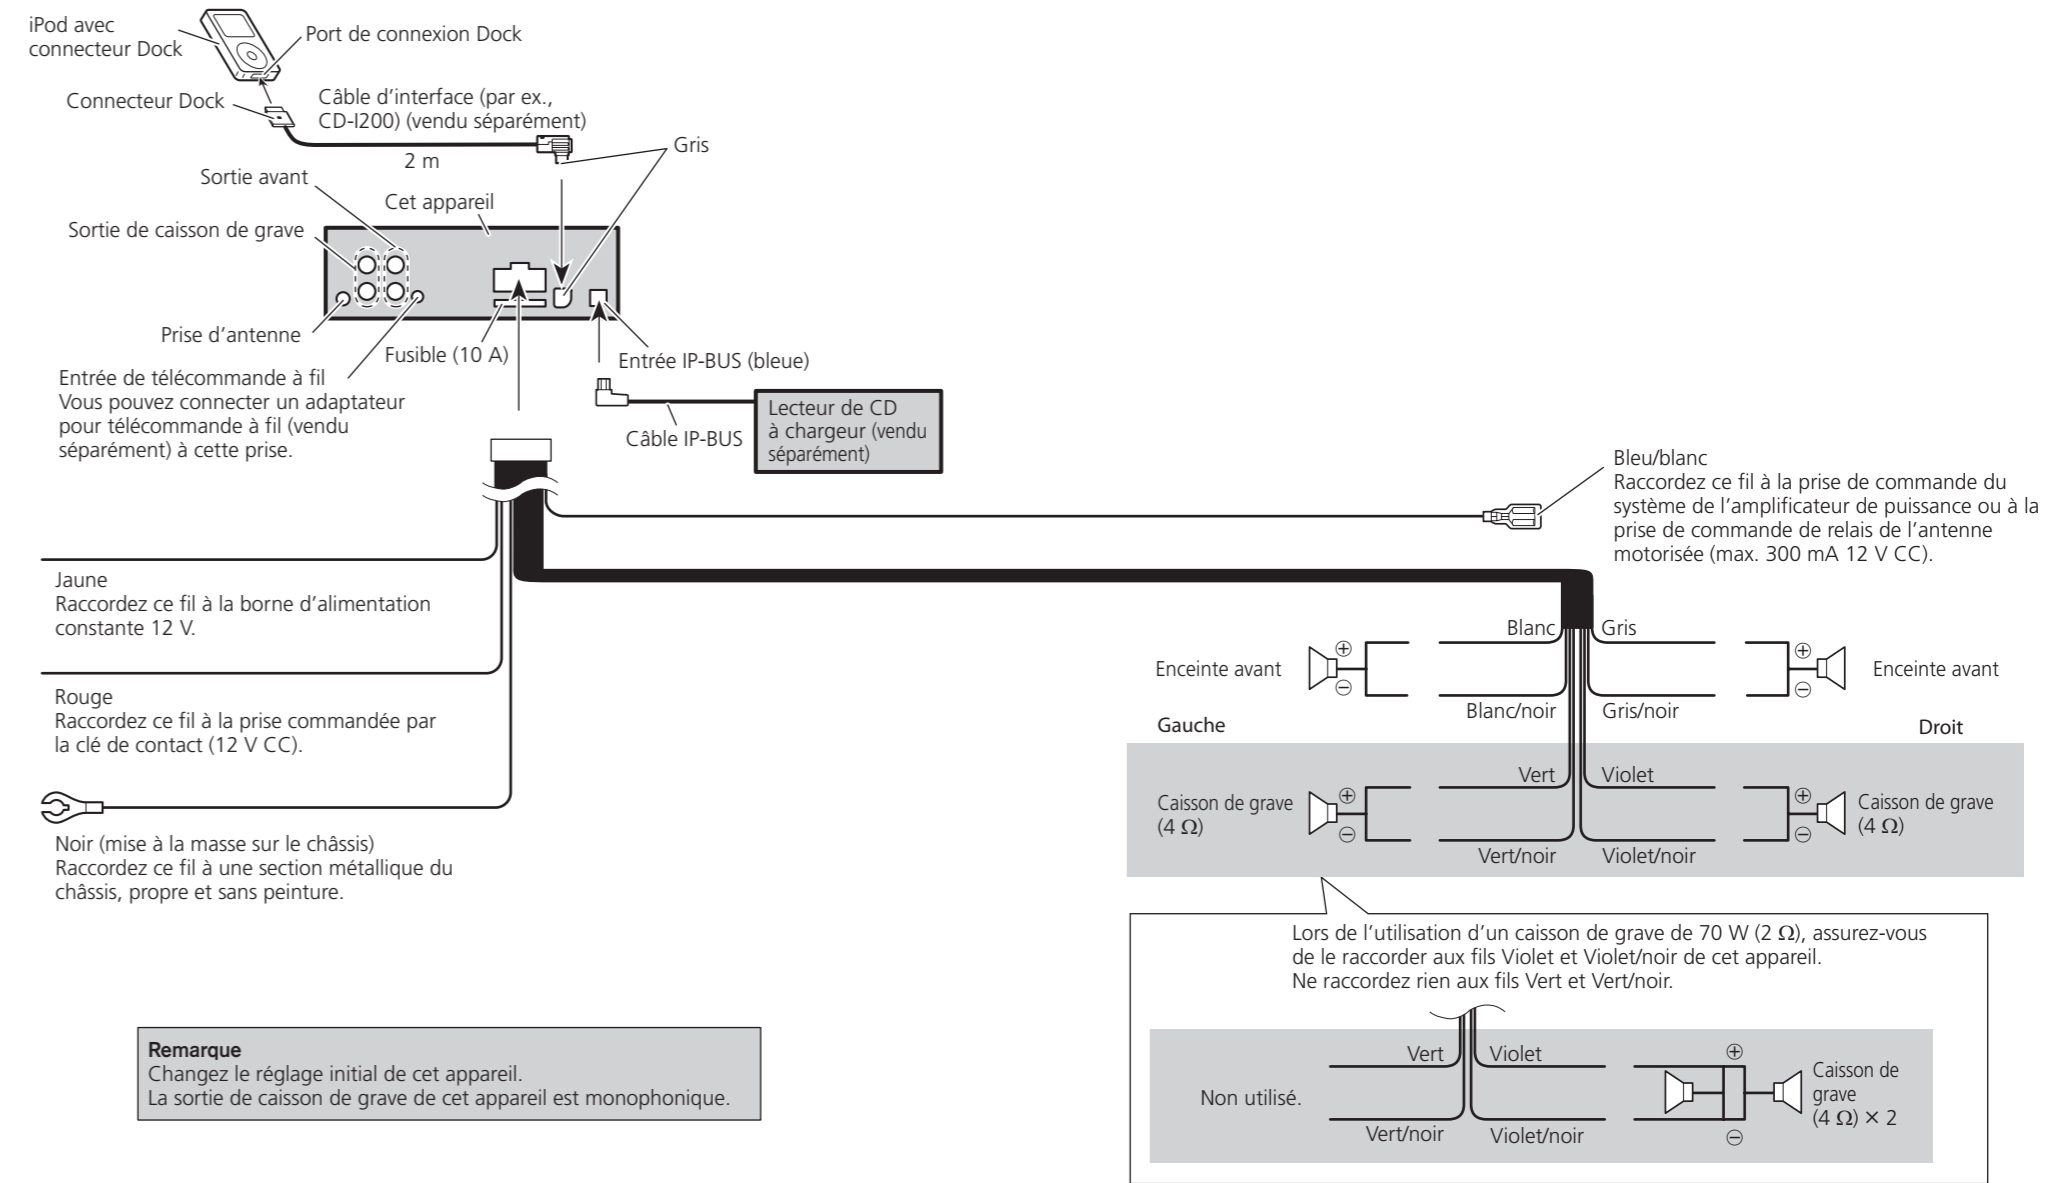 iPod avec
connecteur Dock
Port de connexion Dock
Connecteur Dock
Câble d’interface (par ex.,
CD-I200) (vendu séparément)
2 m
Gris
Sortie avant
Cet appareil
Sortie de caisson de grave
Prise d’antenne
Fusible (10 A)
Entrée IP-BUS (bleue)
Entrée de télécommande à fil
Vous pouvez connecter un adaptateur
pour télécommande à fil (vendu
séparément) à cette prise.
Câble IP-BUS
Lecteur de CD
à chargeur (vendu
séparément)
Bleu/blanc
Raccordez ce fil à la prise de commande du
système de l’amplificateur de puissance ou à la
prise de commande de relais de l’antenne
motorisée (max. 300 mA 12 V CC).
Jaune
Raccordez ce fil à la borne d’alimentation
constante 12 V.
Rouge
Raccordez ce fil à la prise commandée par
la clé de contact (12 V CC).
Noir (mise à la masse sur le châssis)
Raccordez ce fil à une section métallique du
châssis, propre et sans peinture.
Blanc
Gris
Enceinte avant
⊕
⊖
⊕
⊖
Enceinte avant
Blanc/noir
Gris/noir
Gauche
Droit
Vert
Violet
Caisson de grave
(4 Ω)
⊕
⊖
⊕
⊖
Caisson de grave
(4 Ω)
Vert/noir
Violet/noir
Lors de l’utilisation d’un caisson de grave de 70 W (2 Ω), assurez-vous
de le raccorder aux fils Violet et Violet/noir de cet appareil.
Ne raccordez rien aux fils Vert et Vert/noir.
Vert
Violet
⊕
Non utilisé.
Caisson de
grave
(4 Ω) × 2
Vert/noir
Violet/noir
⊖
Remarque
Changez le réglage initial de cet appareil.
La sortie de caisson de grave de cet appareil est monophonique.